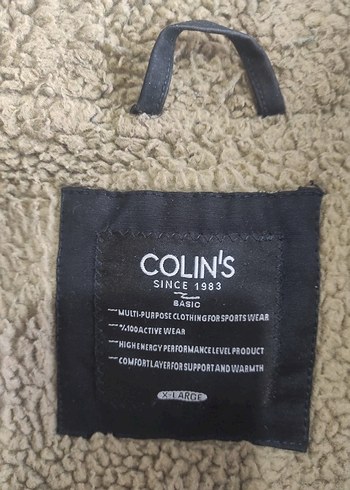 COLIN'S
SINCE 1983
BASIC
MULTI-PURPOSE CLOTHING FOR SPORTS WEAR
%100 ACTIVE WEAR
HIGH ENERGY PERFORMANCE LEVEL PRODUCT
COMFORT LAYER FOR SUPPORT AND WARMTH
X-LARGE